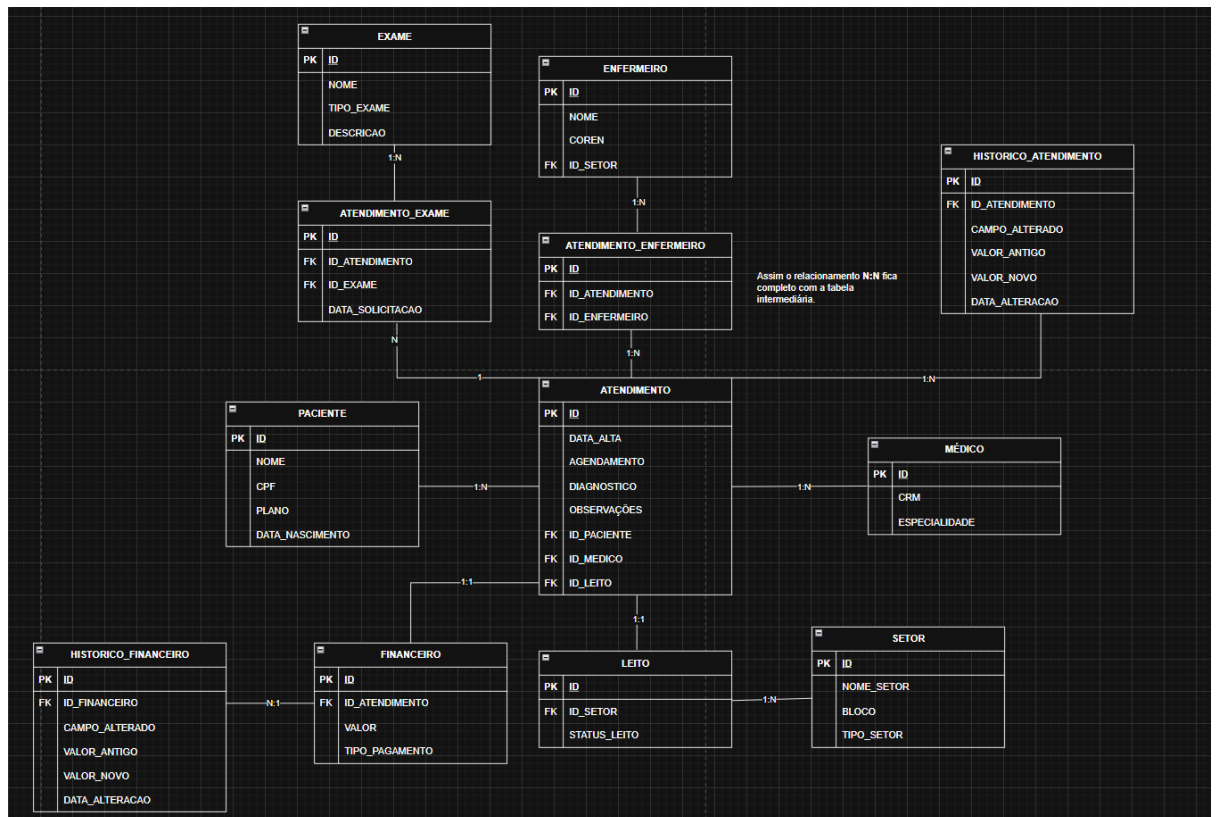 EXAME
PK ID
NOME
TIPO_EXAME
DESCRICAO
1:N
ENFERMEIRO
PK ID
NOME
COREN
FK ID_SETOR
1:N
HISTORICO_ATENDIMENTO
PK ID
FK ID_ATENDIMENTO
CAMPO_ALTERADO
VALOR_ANTIGO
VALOR_NOVO
DATA_ALTERACAO
ATENDIMENTO_EXAME
PK ID
FK ID_ATENDIMENTO
FK ID_EXAME
DATA_SOLICITACAO
N
1
ATENDIMENTO_ENFERMEIRO
PK ID
FK ID_ATENDIMENTO
FK ID_ENFERMEIRO
1:N
Assim o relacionamento N:N fica
completo com a tabela
intermediária.
1:N
ATENDIMENTO
PK ID
DATA_ALTA
AGENDAMENTO
DIAGNOSTICO
OBSERVAÇÕES
FK ID_PACIENTE
FK ID_MEDICO
FK ID_LEITO
PACIENTE
PK ID
NOME
CPF
PLANO
DATA_NASCIMENTO
1:N
MÉDICO
PK ID
CRM
ESPECIALIDADE
1:N
1:1
1:1
HISTORICO_FINANCEIRO
PK ID
FK ID_FINANCEIRO
CAMPO_ALTERADO
VALOR_ANTIGO
VALOR_NOVO
DATA_ALTERACAO
N:1
FINANCEIRO
PK ID
FK ID_ATENDIMENTO
VALOR
TIPO_PAGAMENTO
LEITO
PK ID
FK ID_SETOR
STATUS_LEITO
1:N
SETOR
PK ID
NOME_SETOR
BLOCO
TIPO_SETOR